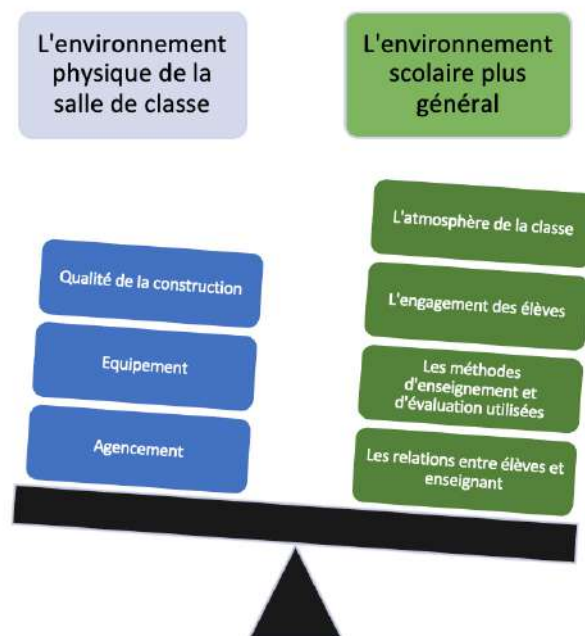 L'environnement
physique de la
salle de classe
L'environnement
scolaire plus
général
Qualité de la construction
Equipement
Agencement
L'atmosphère de la classe
L'engagement des élèves
Les méthodes
d'enseignement et
d'évaluation utilisées
Les relations entre élèves et
enseignant